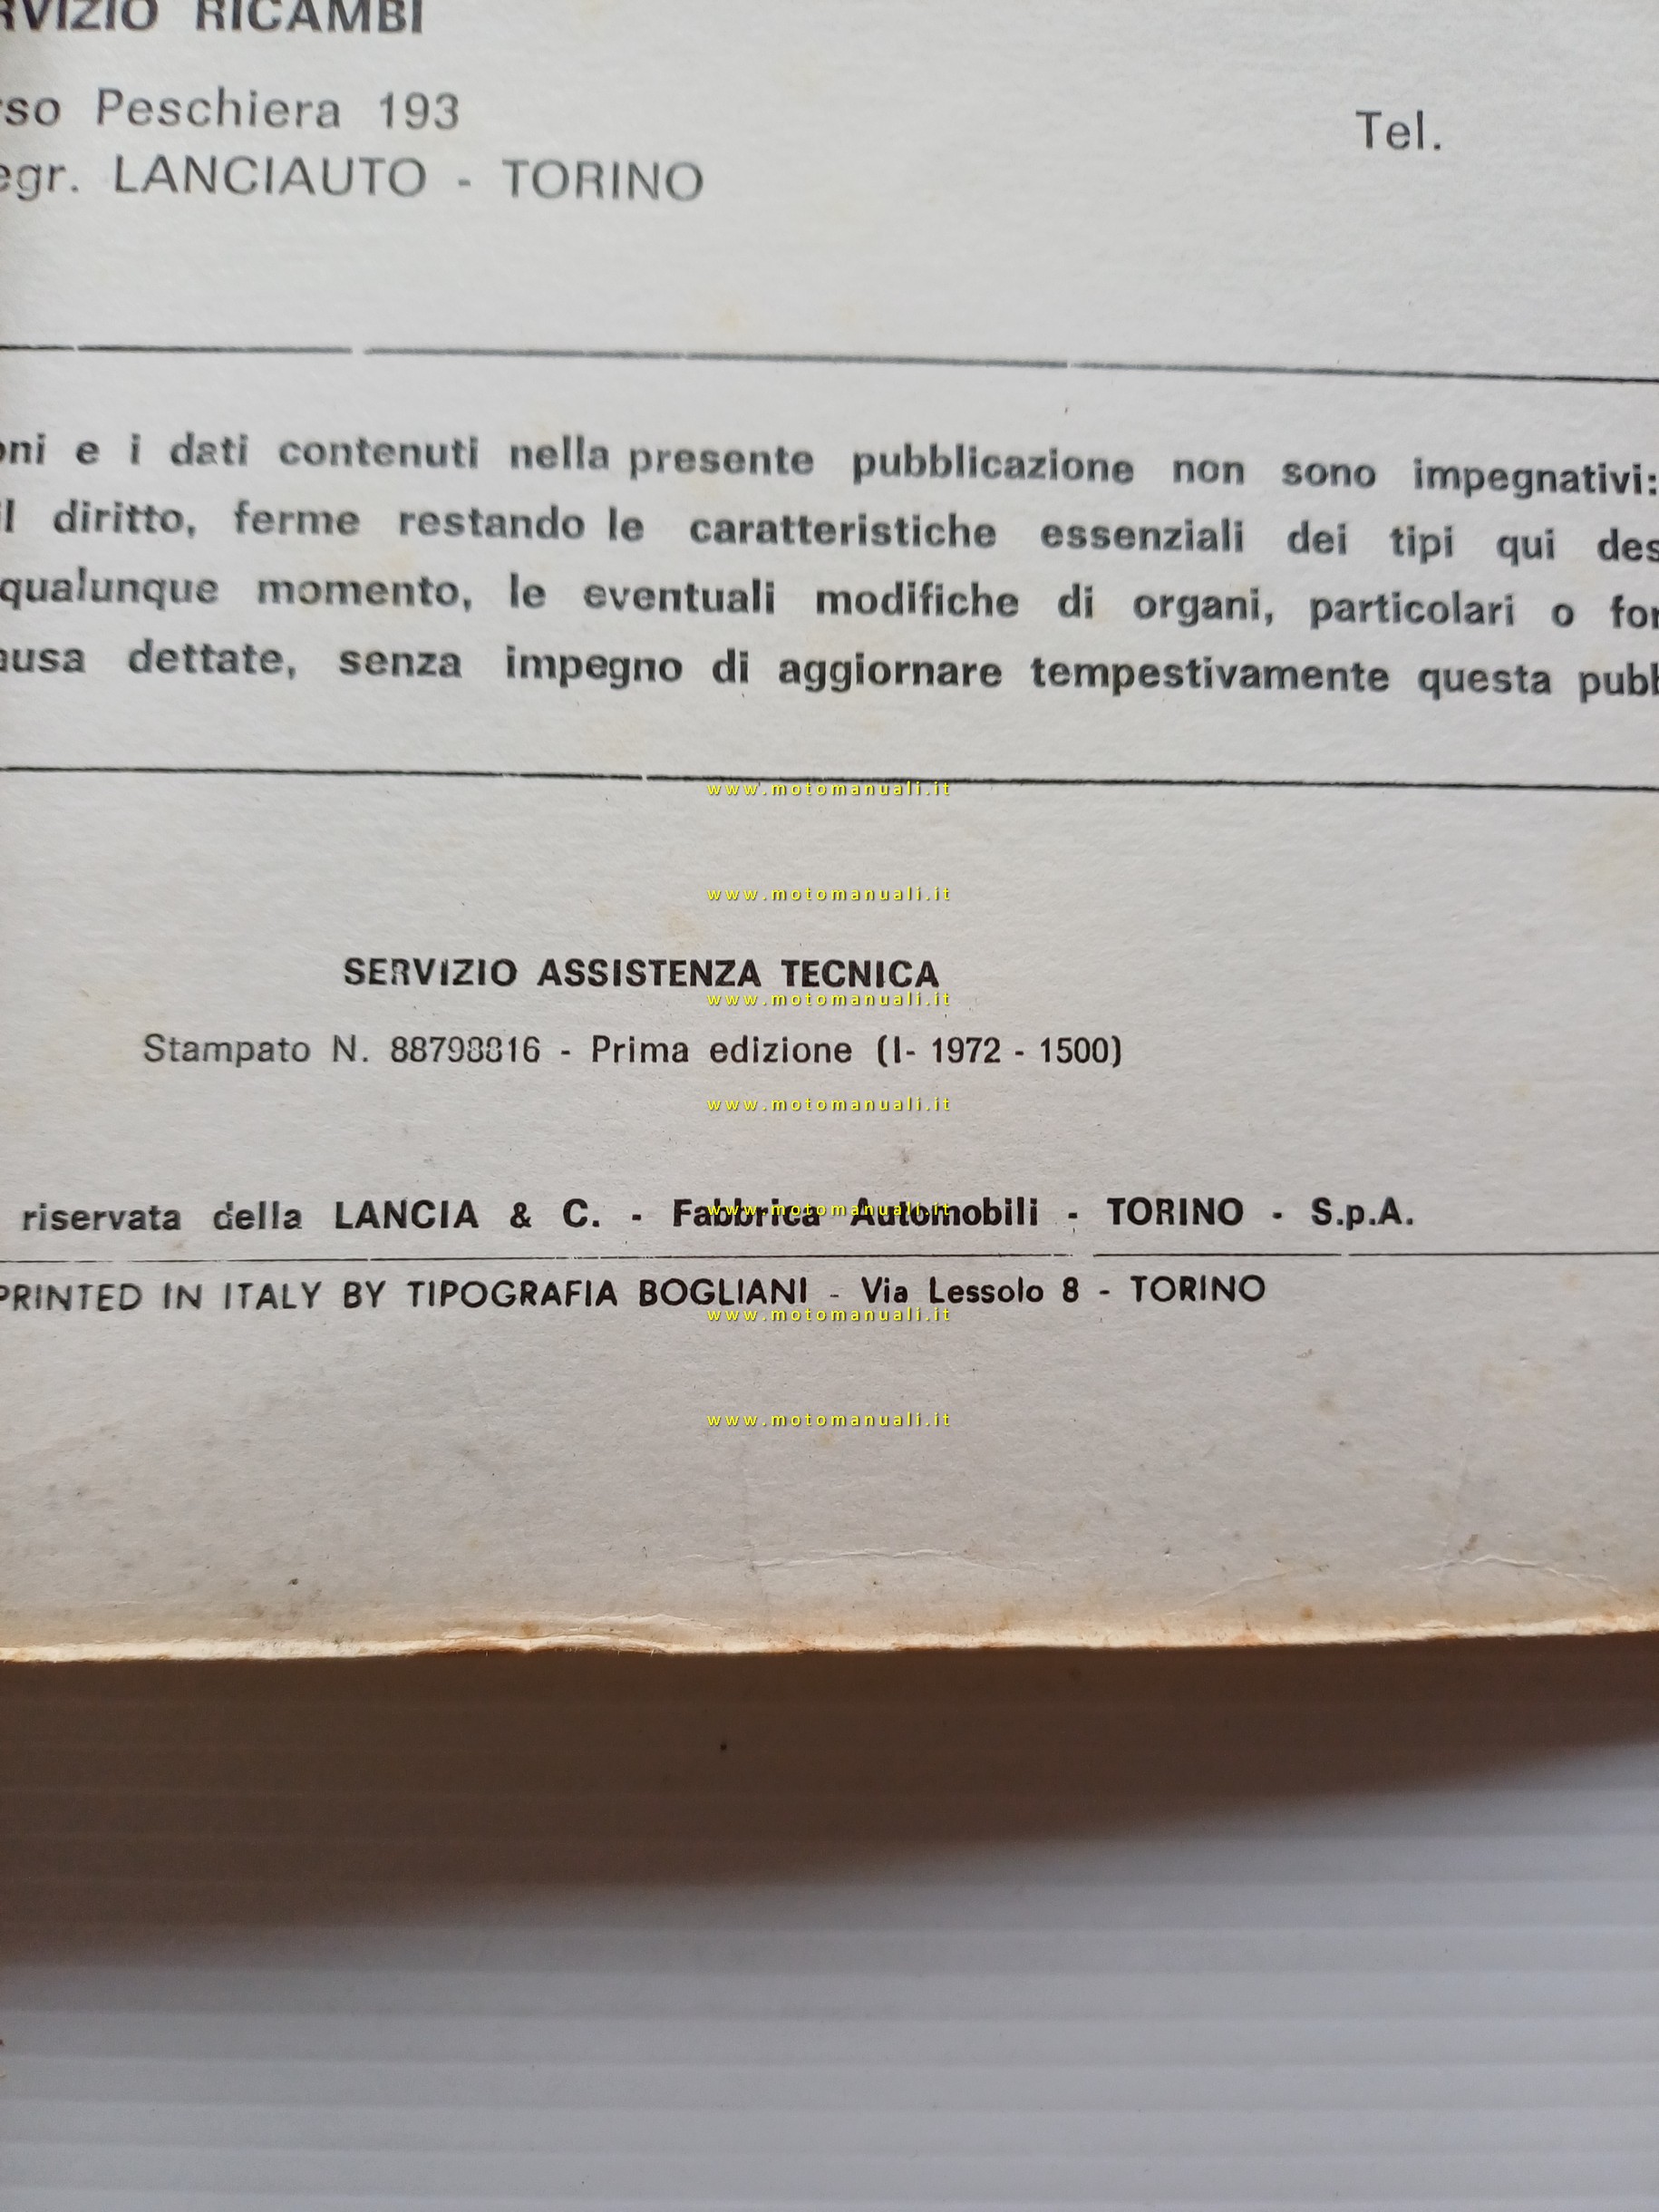 RVIZIO RICAMBI
rso Peschiera 193
Tel.
egr. LANCIAUTO - TORINO
oni e i dati contenuti nella presente pubblicazione non sono impegnativi:
il diritto, ferme restando le caratteristiche essenziali dei tipi qui des
qualunque momento, le eventuali modifiche di organi, particolari o for
ausa dettate, senza impegno di aggiornare tempestivamente questa pubb
www.motomanuali.it
www.motomanuali.it
SERVIZIO ASSISTENZA TECNICA
www.motomanuali.it
Stampato N. 88798816 - Prima edizione (I- 1972 - 1500)
www.motomanuali.it
riservata della LANCIA & C. - Fabbrica Automobili - TORINO - S.p.A.
www.motomanuali.it
PRINTED IN ITALY BY TIPOGRAFIA BOGLIANI - Via Lessolo 8 - TORINO
www.motomanuali.it
www.motomanuali.it